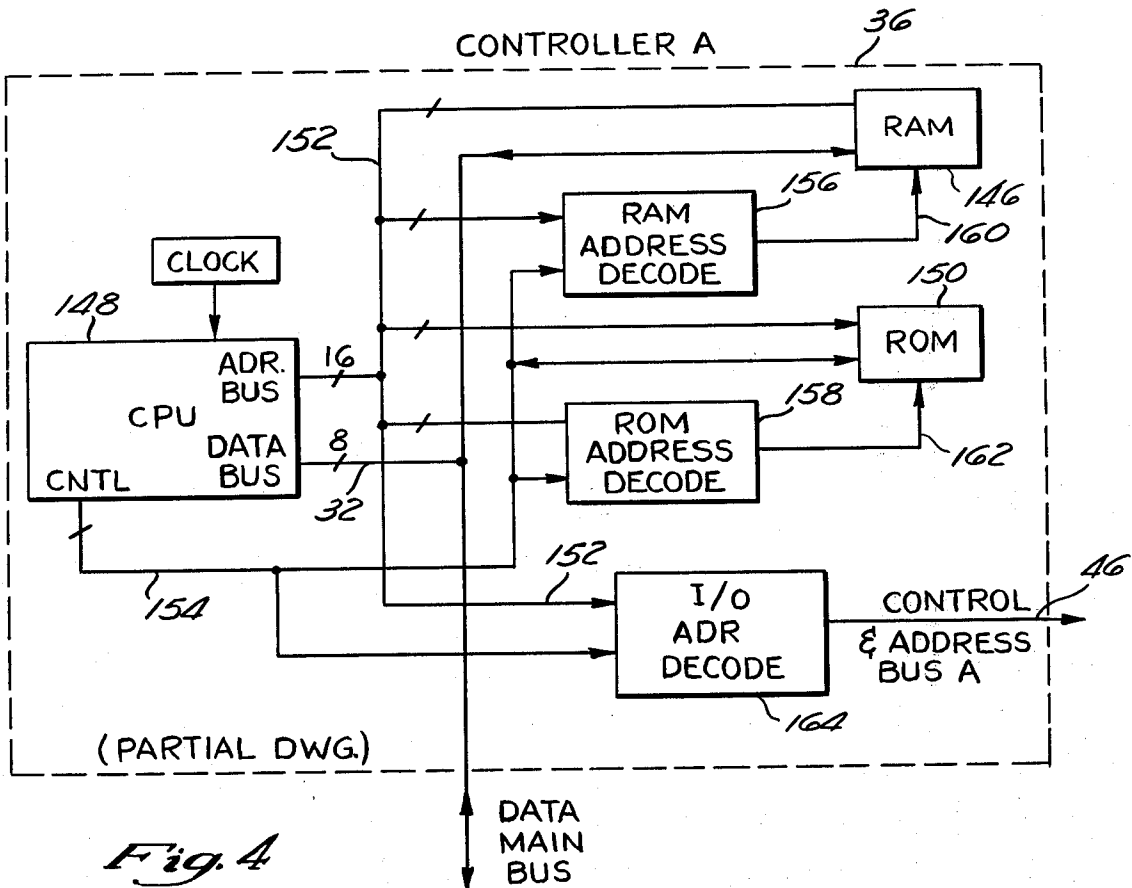 CONTROLLER A
36
152
RAM
146
156
RAM
ADDRESS
DECODE
160
CLOCK
150
ROM
148
ADR.
BUS
16
CPU
DATA
BUS
8
CNTL
32
158
ROM
ADDRESS
DECODE
162
154
152
I/O
ADR
DECODE
164
CONTROL
& ADDRESS
BUS A
46
(PARTIAL DWG.)
DATA
MAIN
BUS
Fig. 4